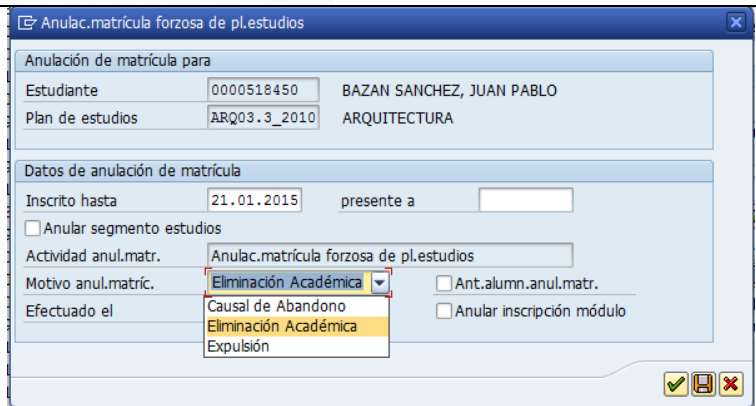 Anulac.matrícula forzosa de pl.estudios
Anulación de matrícula para
Estudiante 0000518450 BAZAN SANCHEZ, JUAN PABLO
Plan de estudios ARQ03.3_2010 ARQUITECTURA
Datos de anulación de matrícula
Inscrito hasta 21.01.2015 presente a
Anular segmento estudios
Actividad anul.matr. Anulac.matrícula forzosa de pl.estudios
Motivo anul.matríc. Eliminación Académica Ant.alumn.anul.matr.
Efectuado el Causal de Abandono Anular inscripción módulo
Eliminación Académica
Expulsión